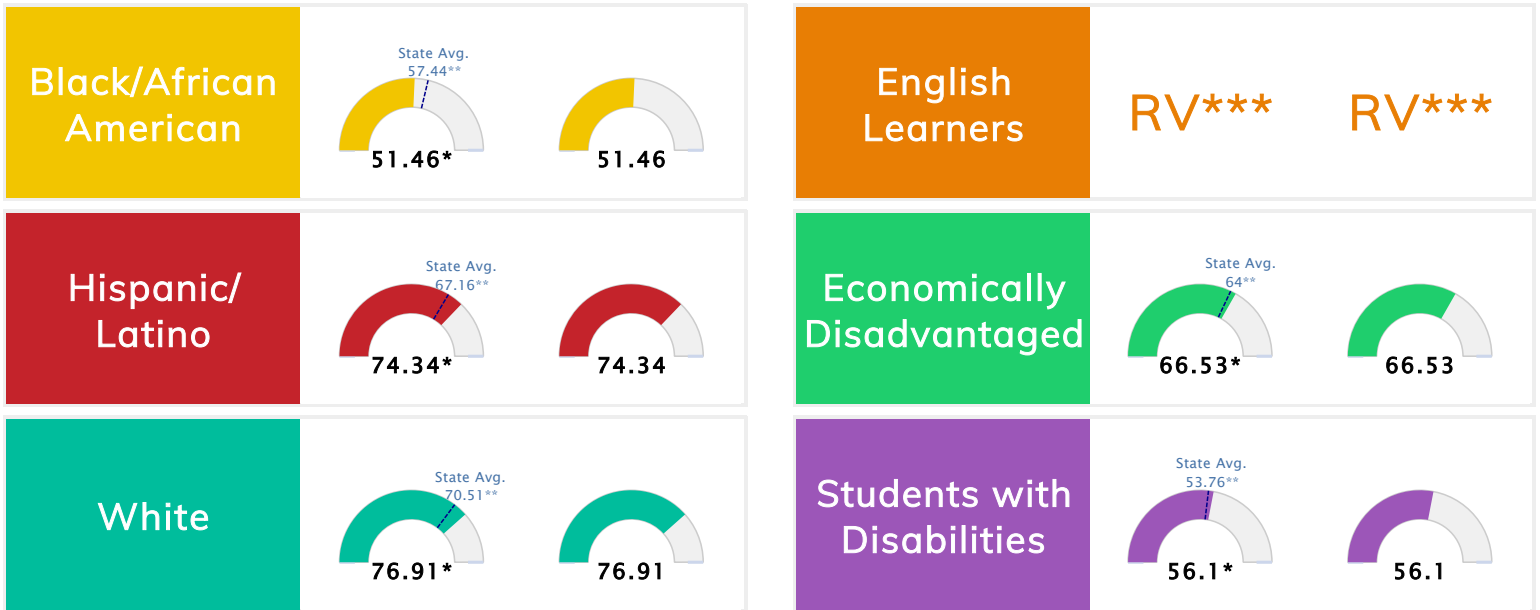 Black/African
American
State Avg.
57.44**
51.46*
51.46
English
Learners
RV***
RV***
Hispanic/
Latino
State Avg.
67.16**
74.34*
74.34
Economically
Disadvantaged
State Avg.
64**
66.53*
66.53
White
State Avg.
70.51**
76.91*
76.91
Students with
Disabilities
State Avg.
53.76**
56.1*
56.1